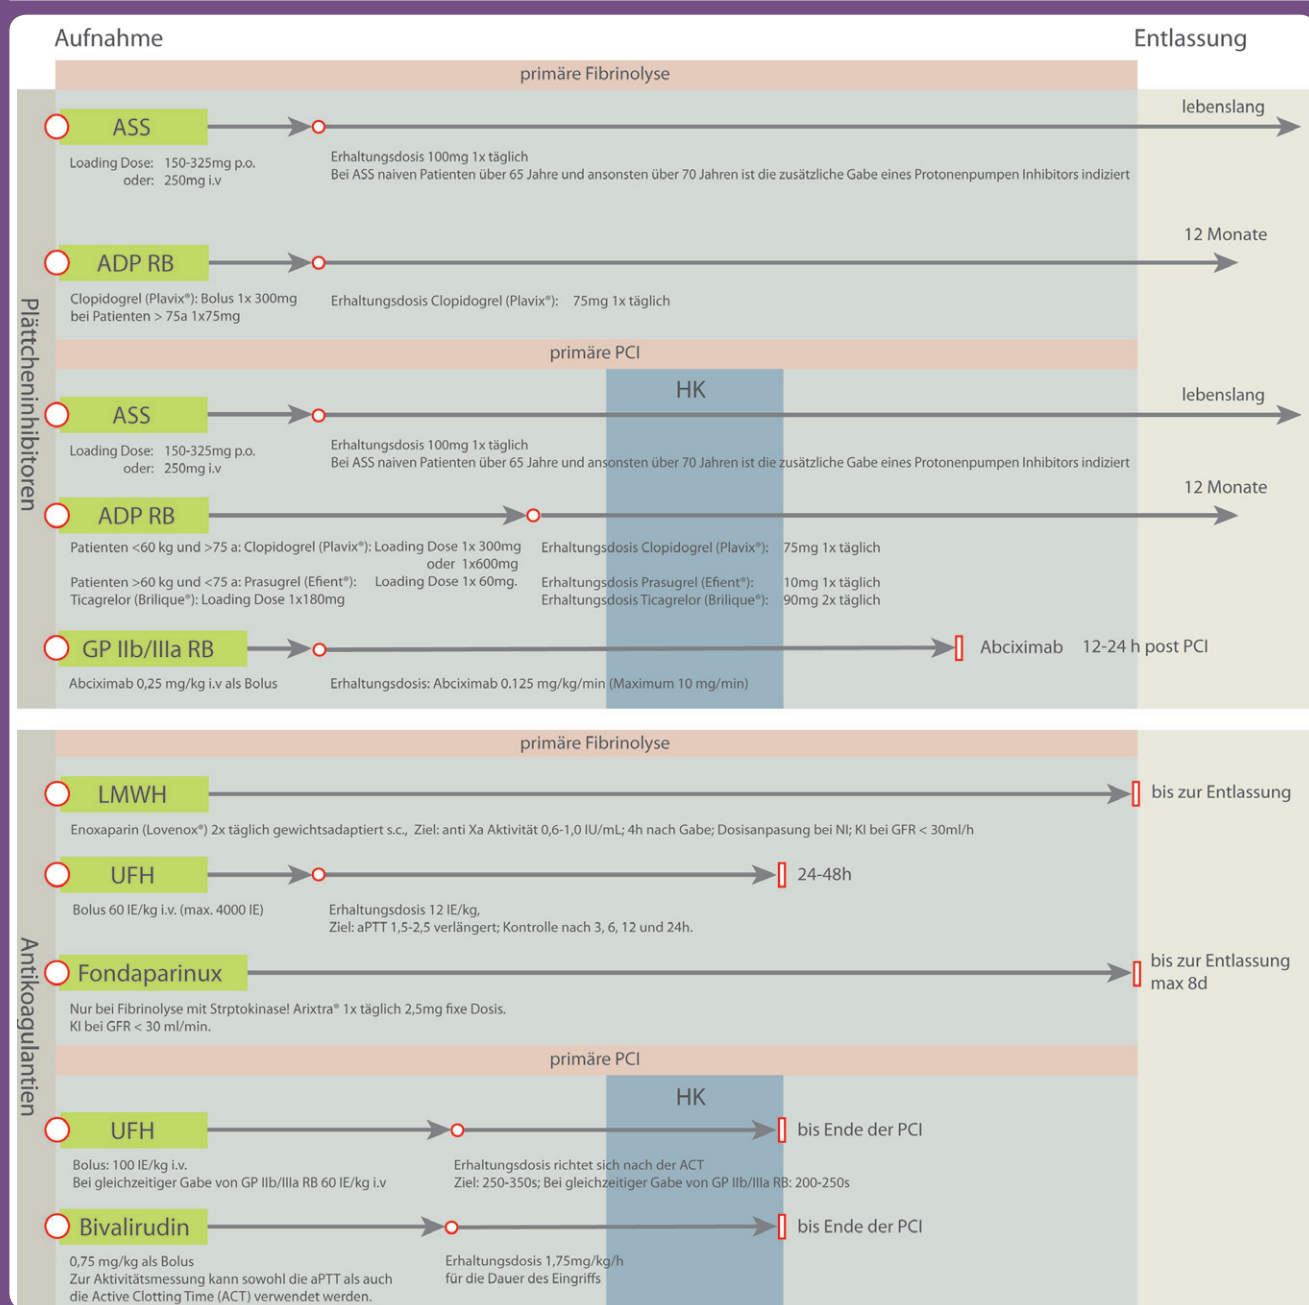 Aufnahme
Entlassung
primäre Fibrinolyse
Plättcheninhibitoren
ASS
lebenslang
Loading Dose: 150-325mg p.o.
oder: 250mg i.v
Erhaltungsdosis 100mg 1x täglich
Bei ASS naiven Patienten über 65 Jahre und ansonsten über 70 Jahren ist die zusätzliche Gabe eines Protonenpumpen Inhibitors indiziert
ADP RB
12 Monate
Clopidogrel (Plavix®): Bolus 1x 300mg
bei Patienten > 75a 1x75mg
Erhaltungsdosis Clopidogrel (Plavix®): 75mg 1x täglich
primäre PCI
HK
ASS
lebenslang
Loading Dose: 150-325mg p.o.
oder: 250mg i.v
Erhaltungsdosis 100mg 1x täglich
Bei ASS naiven Patienten über 65 Jahre und ansonsten über 70 Jahren ist die zusätzliche Gabe eines Protonenpumpen Inhibitors indiziert
ADP RB
12 Monate
Patienten <60 kg und >75 a: Clopidogrel (Plavix®): Loading Dose 1x 300mg
oder 1x600mg
Patienten >60 kg und <75 a: Prasugrel (Efient®): Loading Dose 1x 60mg.
Ticagrelor (Brilique®): Loading Dose 1x180mg
Erhaltungsdosis Clopidogrel (Plavix®): 75mg 1x täglich
Erhaltungsdosis Prasugrel (Efient®): 10mg 1x täglich
Erhaltungsdosis Ticagrelor (Brilique®): 90mg 2x täglich
GP IIb/IIIa RB
Abciximab 12-24 h post PCI
Abciximab 0,25 mg/kg i.v als Bolus
Erhaltungsdosis: Abciximab 0.125 mg/kg/min (Maximum 10 mg/min)
primäre Fibrinolyse
Antikoagulantien
LMWH
bis zur Entlassung
Enoxaparin (Lovenox®) 2x täglich gewichtsadaptiert s.c., Ziel: anti Xa Aktivität 0,6-1,0 IU/mL; 4h nach Gabe; Dosisanpasung bei NI; KI bei GFR < 30ml/h
UFH
24-48h
Bolus 60 IE/kg i.v. (max. 4000 IE)
Erhaltungsdosis 12 IE/kg,
Ziel: aPTT 1,5-2,5 verlängert; Kontrolle nach 3, 6, 12 und 24h.
Fondaparinux
bis zur Entlassung
max 8d
Nur bei Fibrinolyse mit Strptokinase! Arixtra® 1x täglich 2,5mg fixe Dosis.
KI bei GFR < 30 ml/min.
primäre PCI
HK
UFH
bis Ende der PCI
Bolus: 100 IE/kg i.v.
Bei gleichzeitiger Gabe von GP IIb/IIIa RB 60 IE/kg i.v
Erhaltungsdosis richtet sich nach der ACT
Ziel: 250-350s; Bei gleichzeitiger Gabe von GP IIb/IIIa RB: 200-250s
Bivalirudin
bis Ende der PCI
0,75 mg/kg als Bolus
Zur Aktivitätsmessung kann sowohl die aPTT als auch
die Active Clotting Time (ACT) verwendet werden.
Erhaltungsdosis 1,75mg/kg/h
für die Dauer des Eingriffs